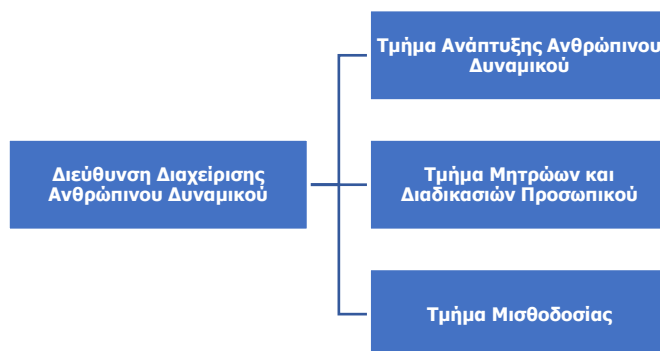 Τμήμα Ανάπτυξης Ανθρώπινου
Δυναμικού
Διεύθυνση Διαχείρισης
Ανθρώπινου Δυναμικού
Τμήμα Μητρώων και
Διαδικασιών Προσωπικού
Τμήμα Μισθοδοσίας